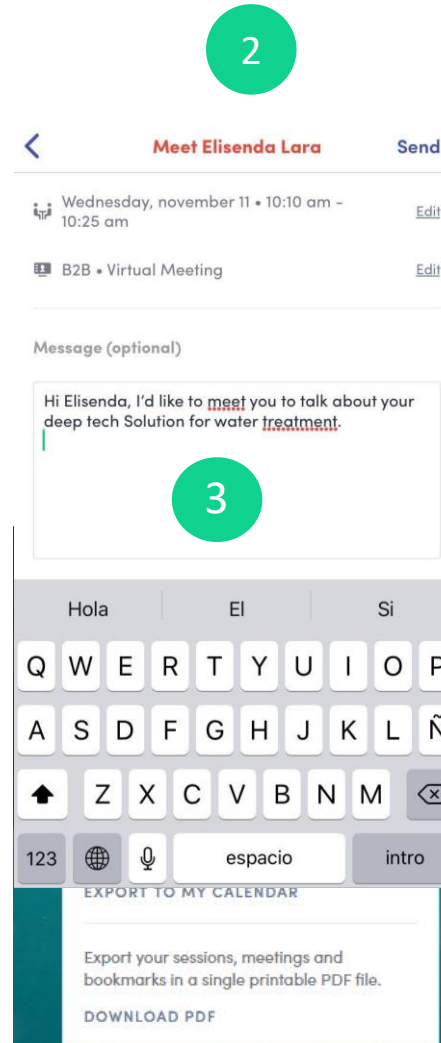 2
Meet Elisenda Lara Send
Wednesday, november 11 • 10:10 am -
10:25 am
Edit
B2B • Virtual Meeting Edit
Message (optional)
Hi Elisenda, I'd like to meet you to talk about your
deep tech Solution for water treatment.
3
Hola El Si
Q W E R T Y U I O P
A S D F G H J K L Ñ
Z X C V B N M
123 espacio intro
EXPORT TO MY CALENDAR
Export your sessions, meetings and
bookmarks in a single printable PDF file.
DOWNLOAD PDF